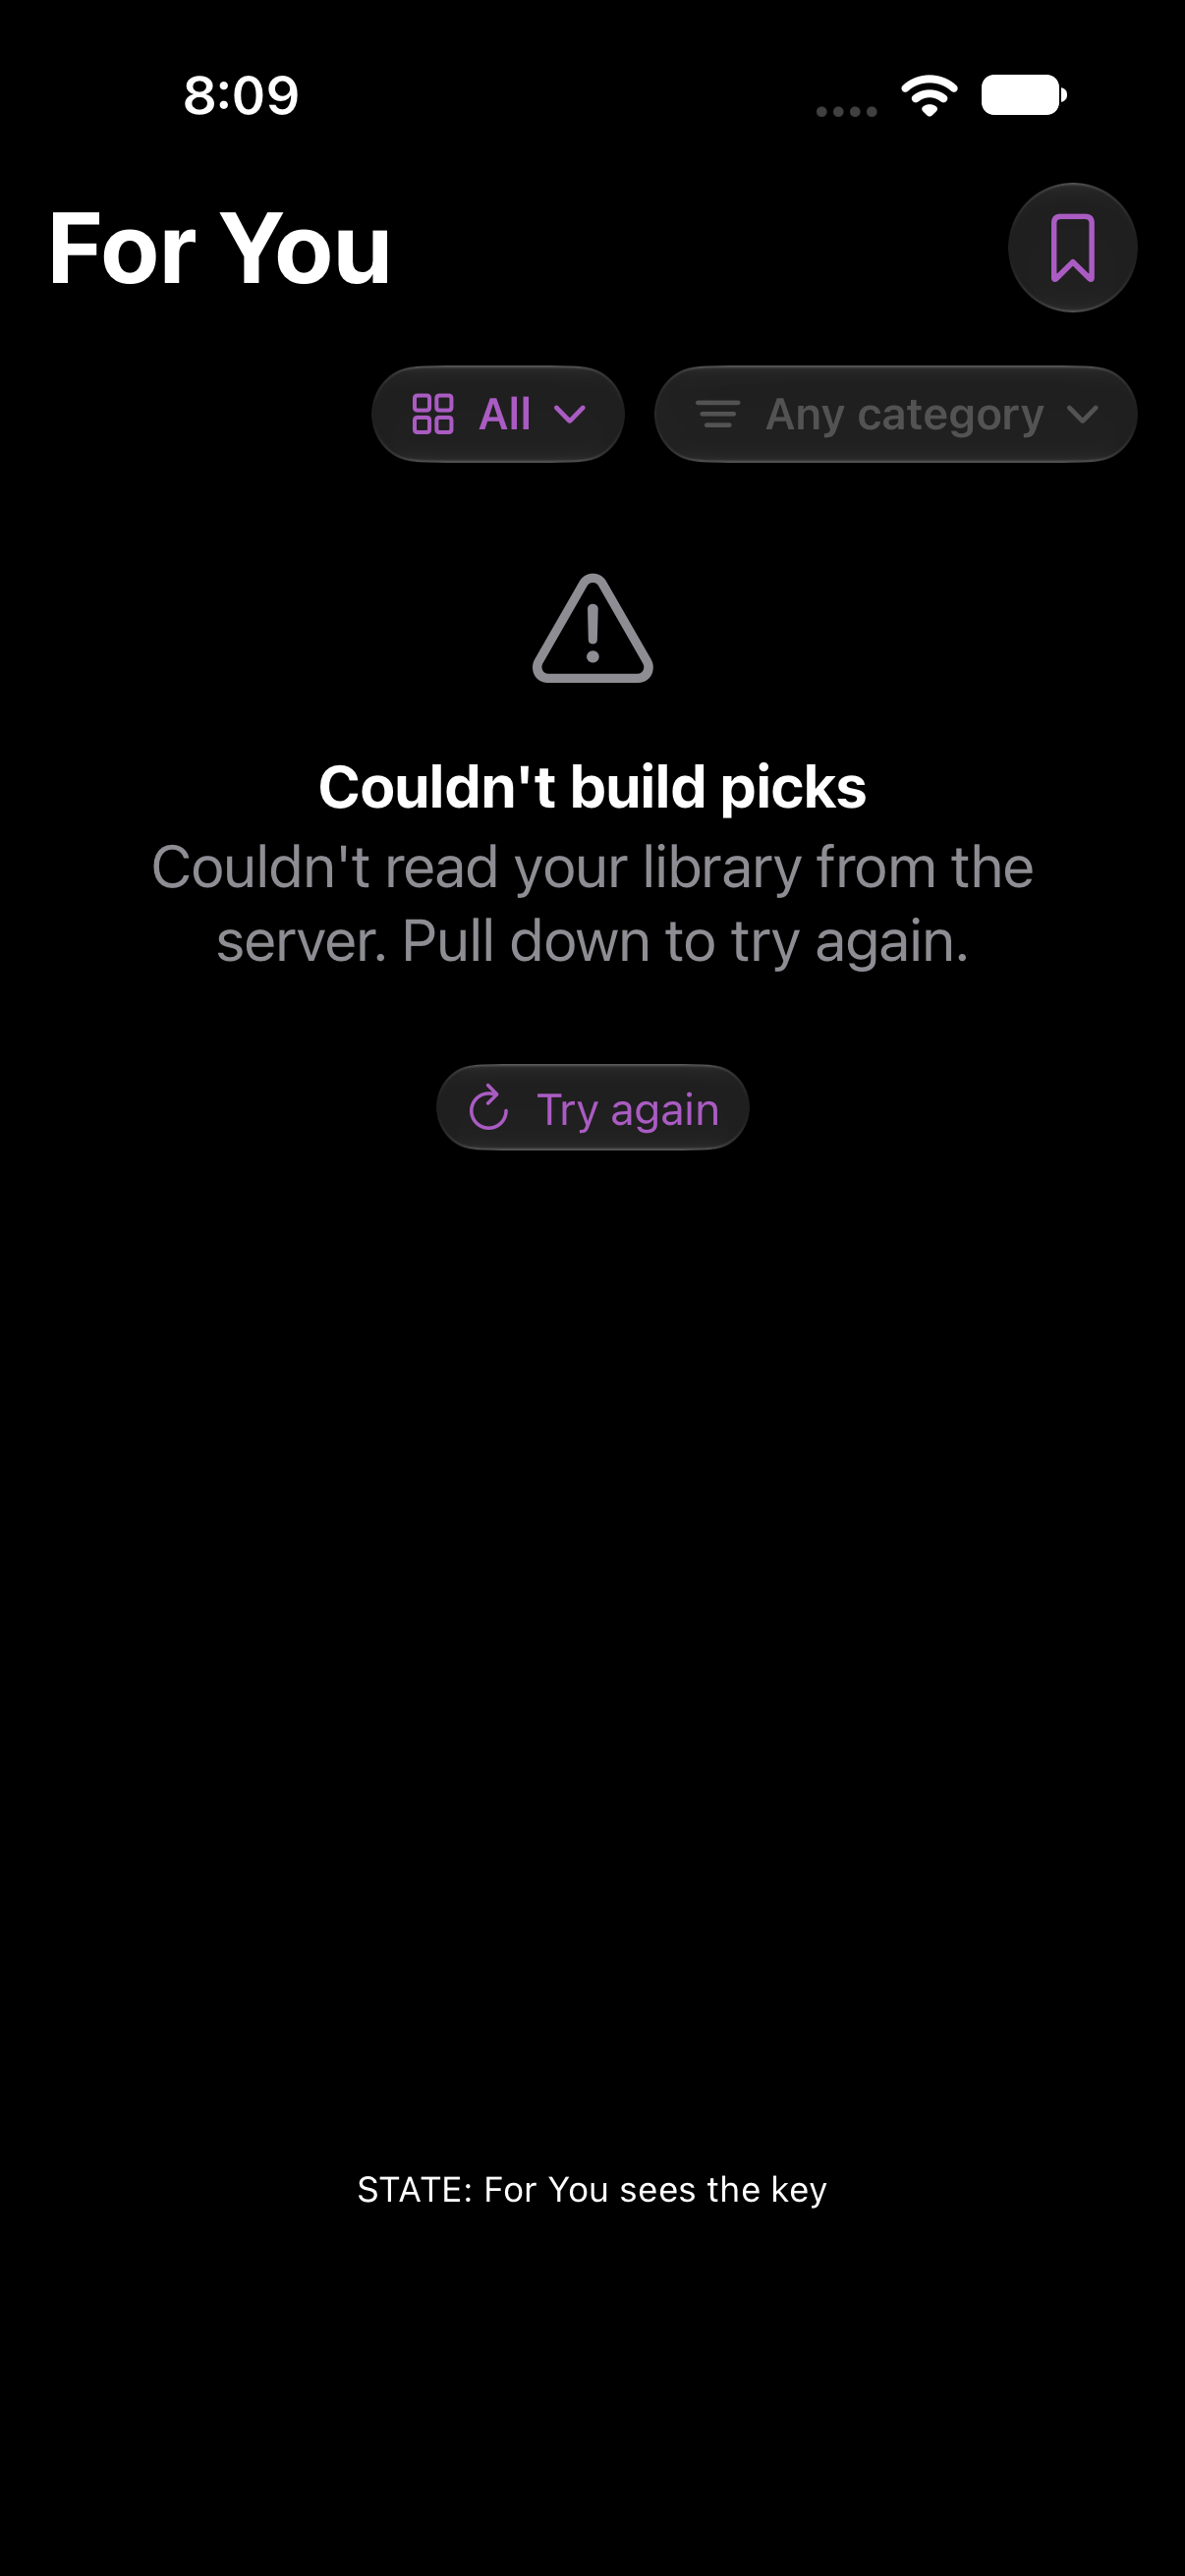 8:09
For You
All
Any category
Couldn't build picks
Couldn't read your library from the
server. Pull down to try again.
Try again
STATE: For You sees the key